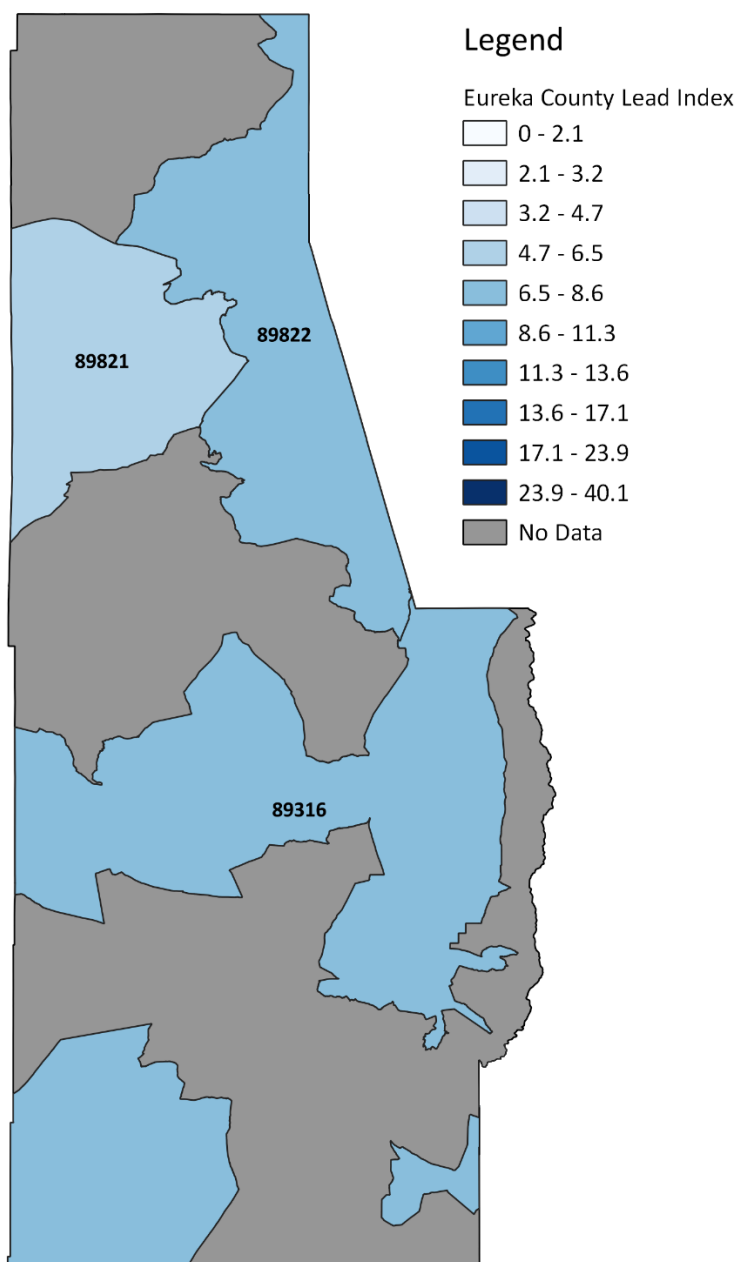 Legend
Eureka County Lead Index
0 - 2.1
2.1 - 3.2
3.2 - 4.7
4.7 - 6.5
6.5 - 8.6
8.6 - 11.3
11.3 - 13.6
13.6 - 17.1
17.1 - 23.9
23.9 - 40.1
No Data
89822
89821
89316